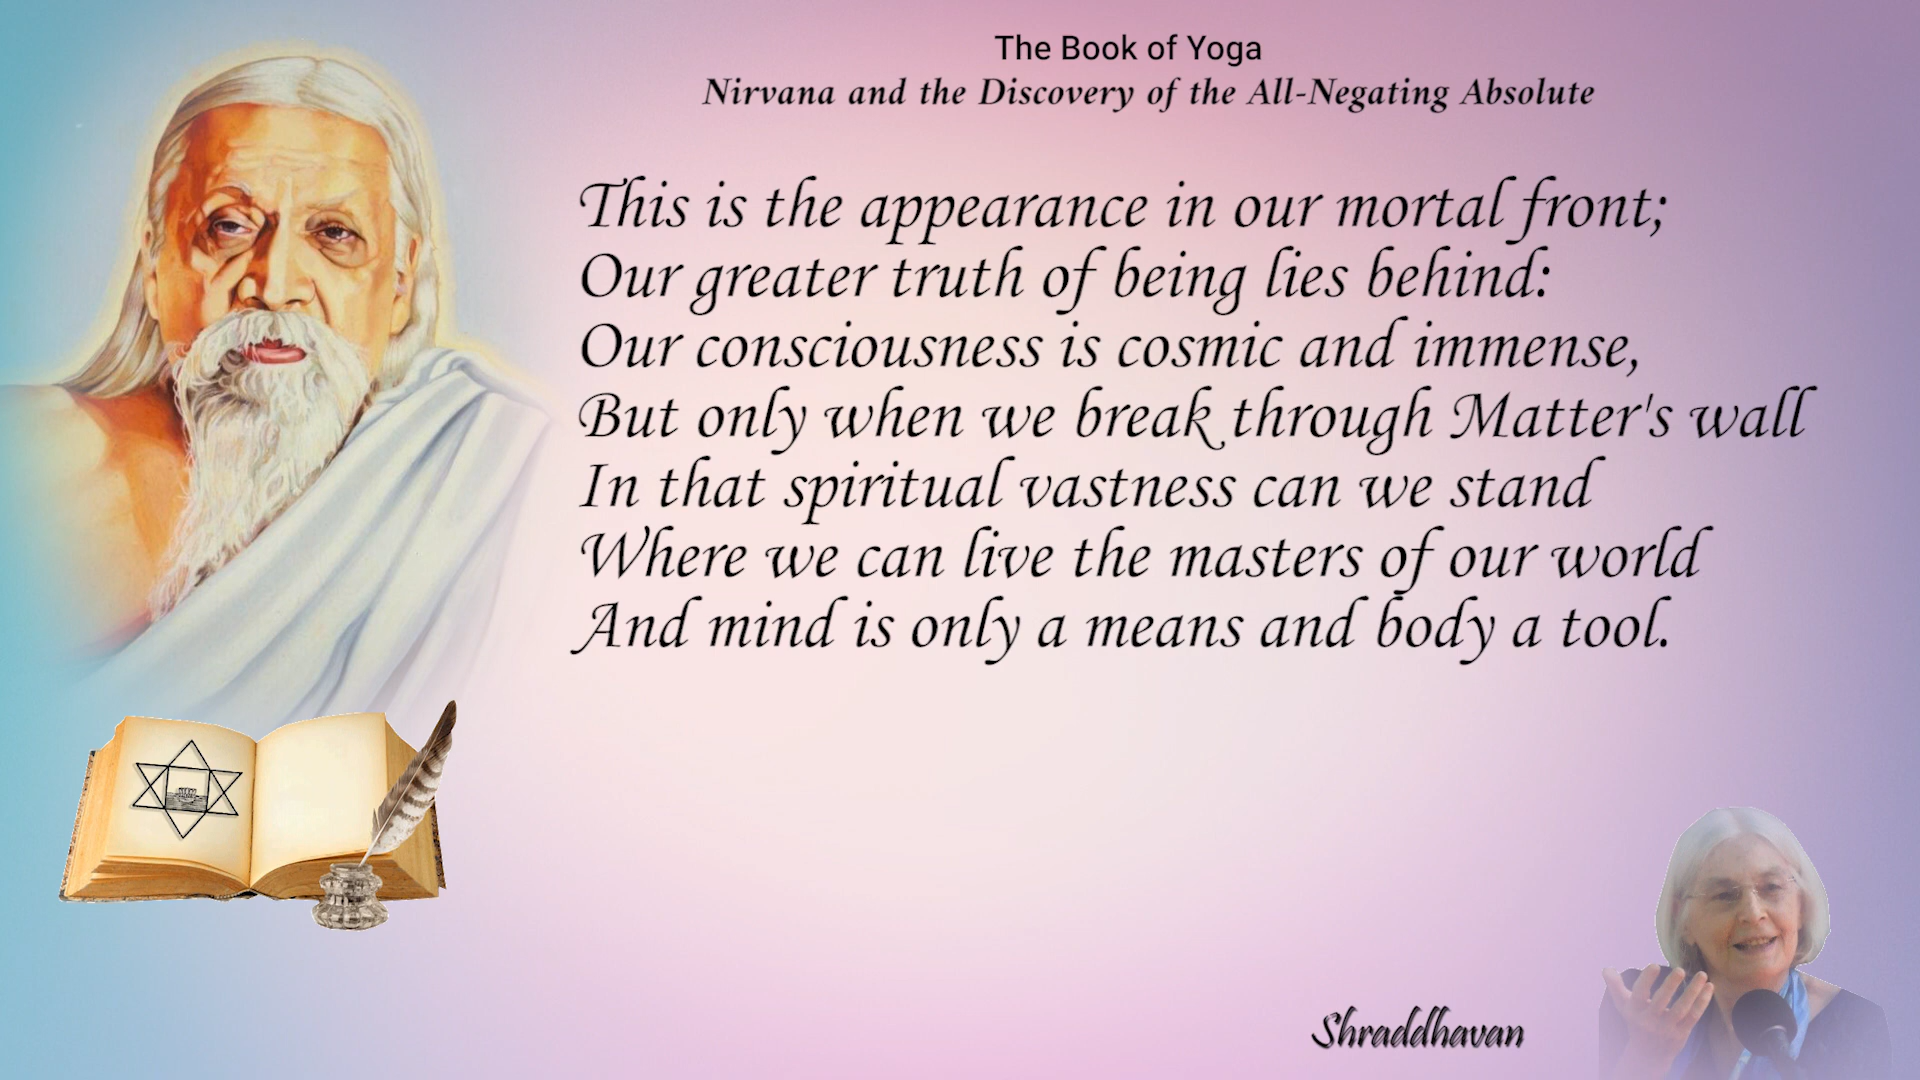 The Book of Yoga
Nirvana and the Discovery of the All-Negating Absolute
This is the appearance in our mortal front;
Our greater truth of being lies behind:
Our consciousness is cosmic and immense,
But only when we break through Matter's wall
In that spiritual vastness can we stand
Where we can live the masters of our world
And mind is only a means and body a tool.
Shraddhavan